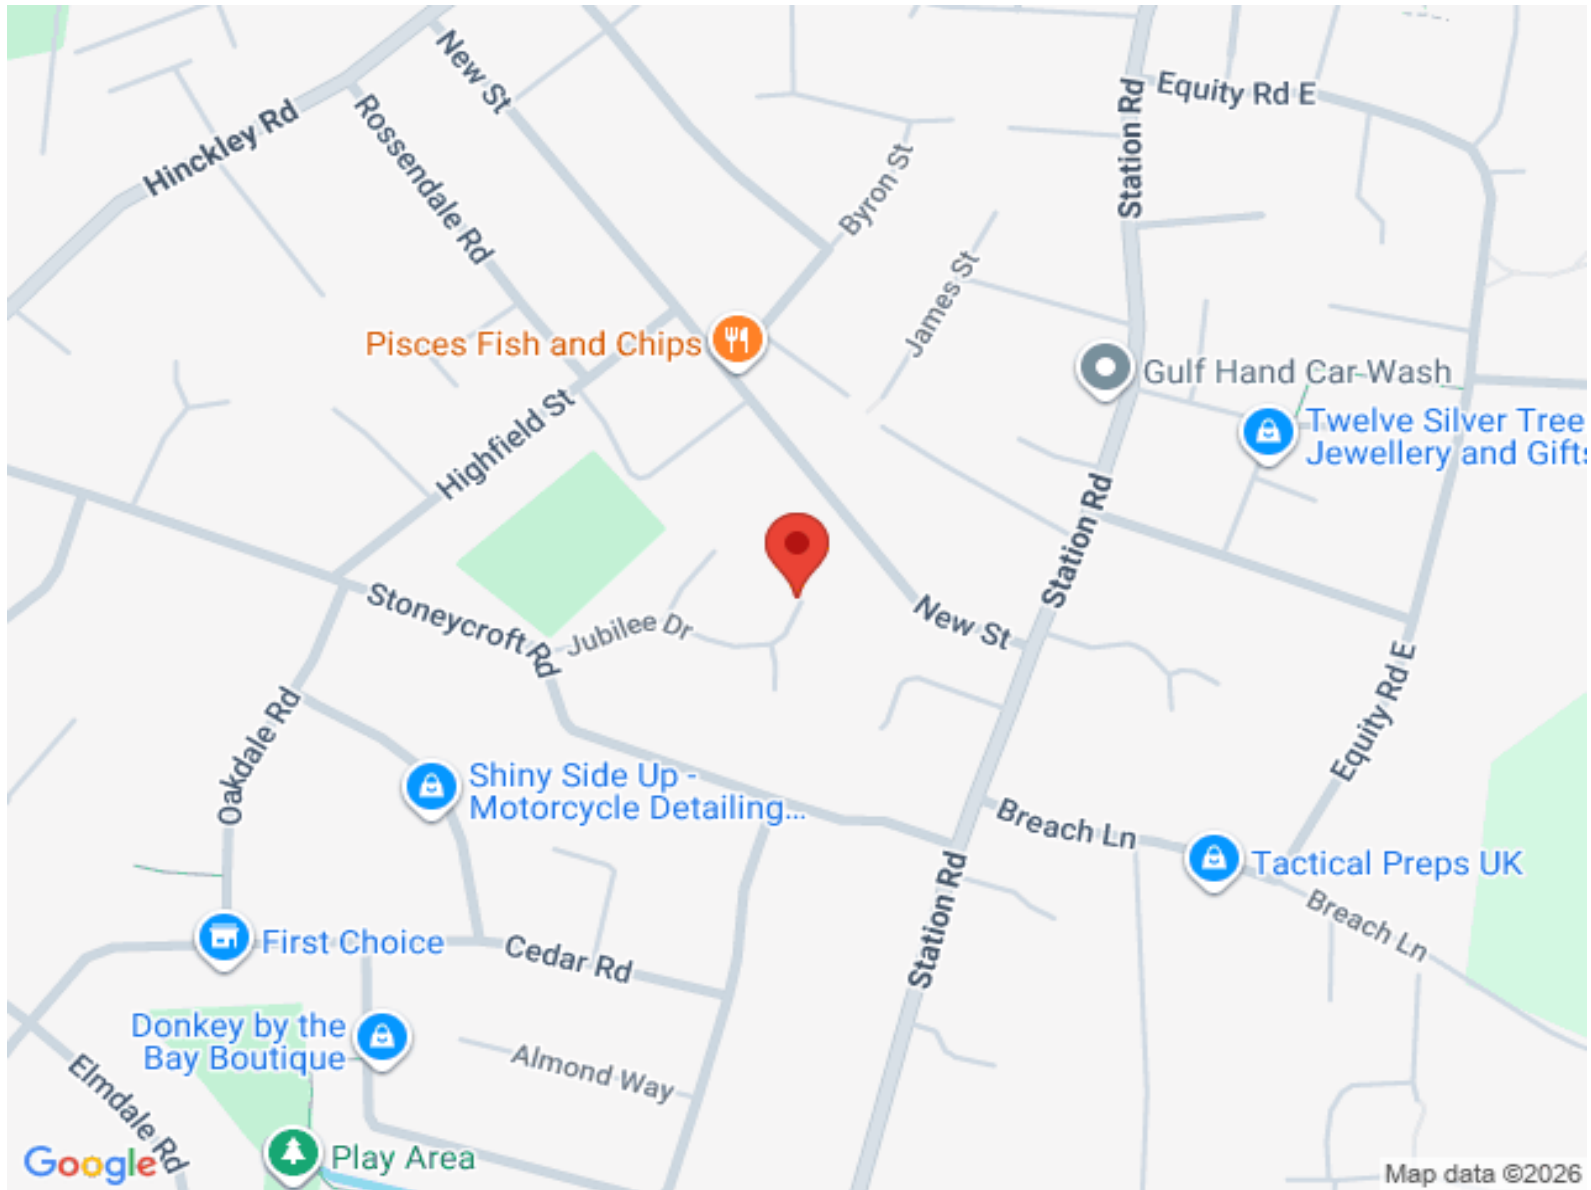 New St
Equity Rd E
Station Rd
Hinckley Rd
Rossendale Rd
Byron St
James St
Pisces Fish and Chips
Gulf Hand Car Wash
Twelve Silver Tree
Jewellery and Gifts
Highfield St
Station Rd
Stoneycroft Rd
Jubilee Dr
New St
Equity Rd E
Oakdale Rd
Shiny Side Up -
Motorcycle Detailing...
Breach Ln
Tactical Preps UK
Breach Ln
Station Rd
First Choice
Cedar Rd
Donkey by the
Bay Boutique
Almond Way
Elmdale Rd
Play Area
Google
Map data ©2026